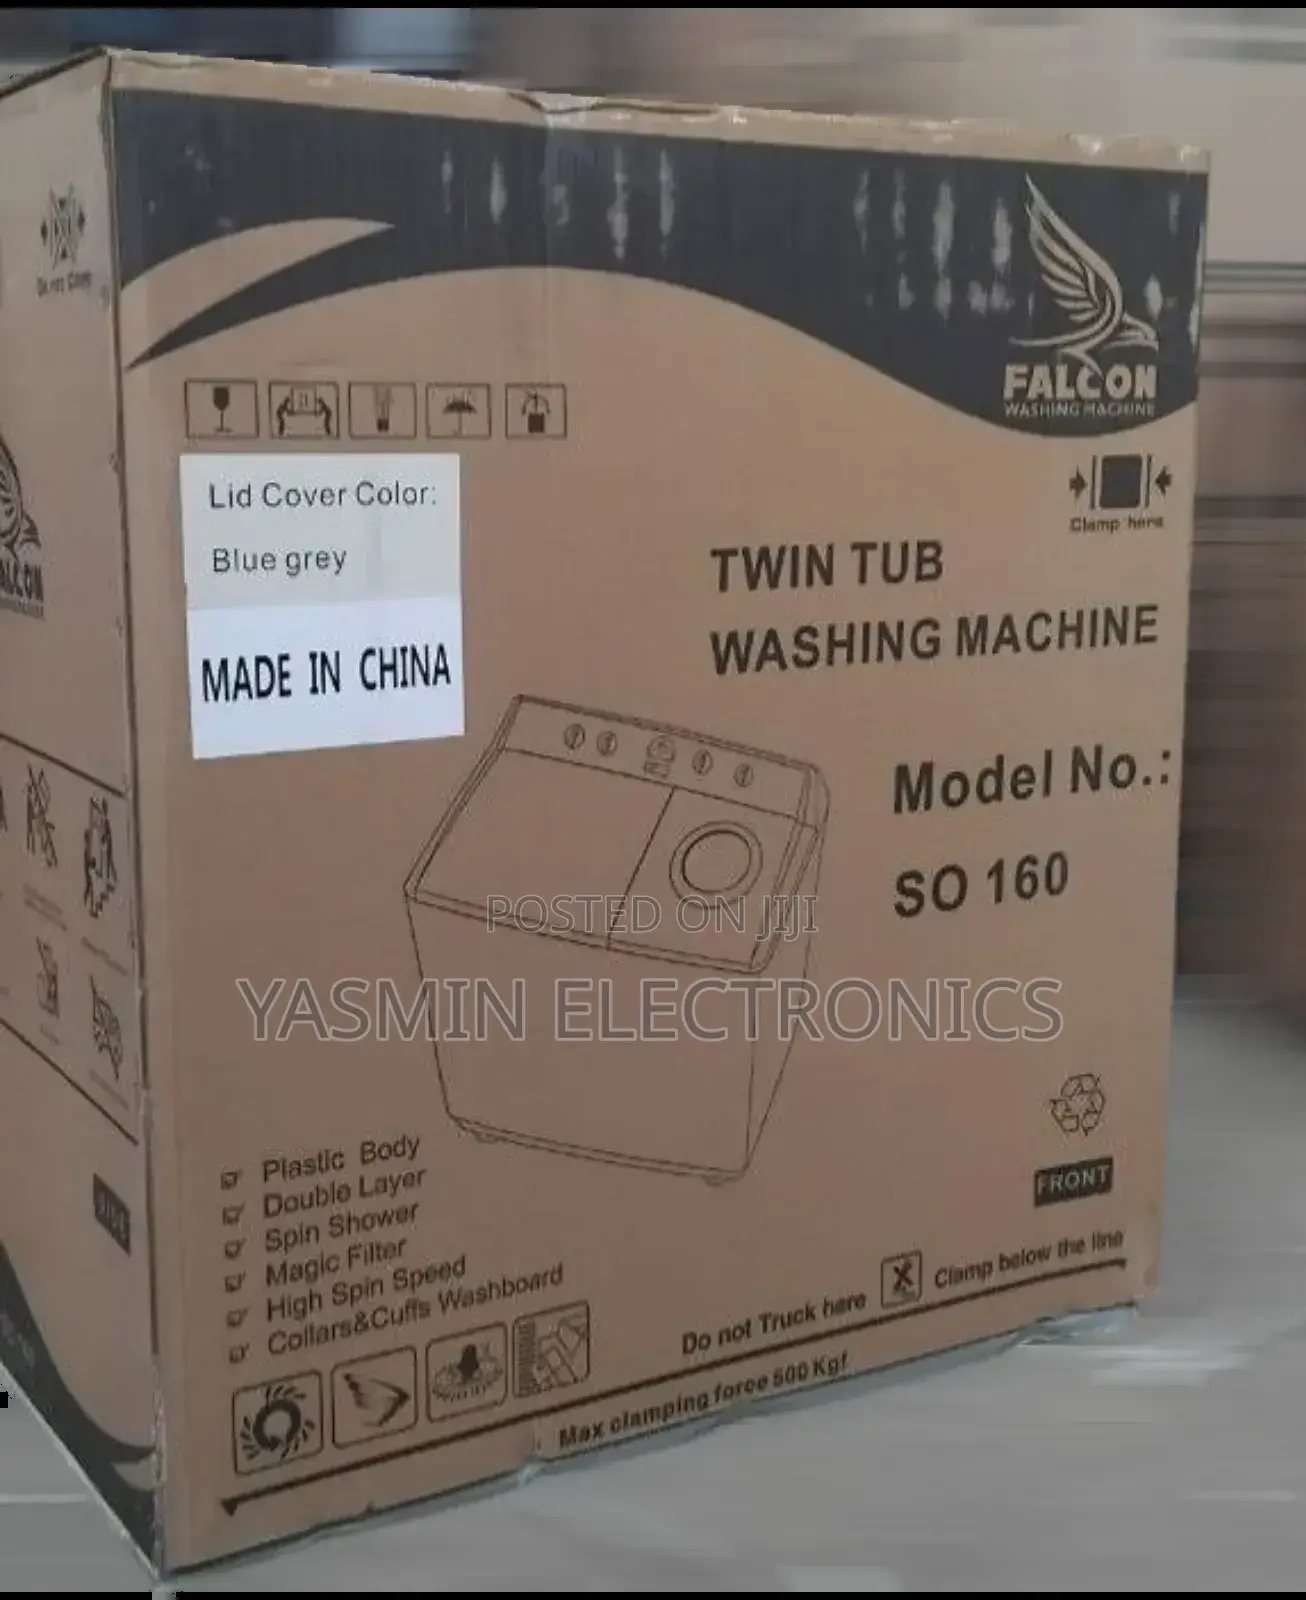 FALCON
WASHING MACHINE
Clamp here
Lid Cover Color:
Blue grey
MADE IN CHINA
TWIN TUB
WASHING MACHINE
Model No.:
SO 160
POSTED ON JIJI
YASMIN ELECTRONICS
Plastic Body
Double Layer
Spin Shower
Magic Filter
High Spin Speed
Collars&Cuffs Washboard
FRONT
Do not Truck here
Clamp below the line
Max clamping force 500 Kgf
SIDE